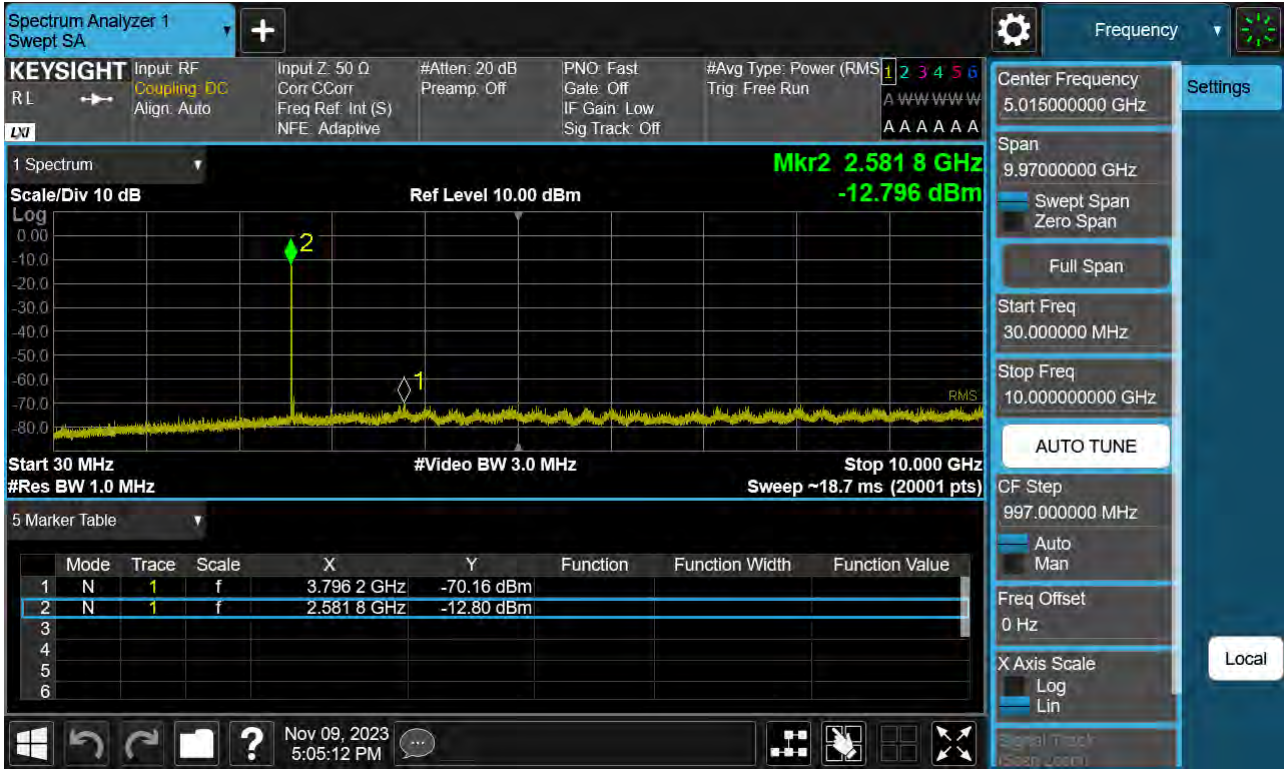 Spectrum Analyzer 1
Swept SA
+
Frequency
KEYSIGHT
RL
LXI
Input: RF
Coupling: DC
Align: Auto
Input Z: 50 Ω
Corr CCorr
Freq Ref: Int (S)
NFE: Adaptive
#Atten: 20 dB
Preamp: Off
PNO: Fast
Gate: Off
IF Gain: Low
Sig Track: Off
#Avg Type: Power (RMS
Trig: Free Run
1 2 3 4 5 6
A W W W W W
A A A A A A
1 Spectrum
Mkr2 2.581 8 GHz
-12.796 dBm
Scale/Div 10 dB
Ref Level 10.00 dBm
Log
0.00
-10.0
-20.0
-30.0
-40.0
-50.0
-60.0
-70.0
-80.0
2
1
RMS
Start 30 MHz
#Video BW 3.0 MHz
Stop 10.000 GHz
#Res BW 1.0 MHz
Sweep ~18.7 ms (20001 pts)
5 Marker Table
Mode Trace Scale X Y Function Function Width Function Value
1 N 1 f 3.796 2 GHz -70.16 dBm
2 N 1 f 2.581 8 GHz -12.80 dBm
3
4
5
6
?
Nov 09, 2023
5:05:12 PM
Center Frequency
5.015000000 GHz
Settings
Span
9.97000000 GHz
Swept Span
Zero Span
Full Span
Start Freq
30.000000 MHz
Stop Freq
10.000000000 GHz
AUTO TUNE
CF Step
997.000000 MHz
Auto
Man
Freq Offset
0 Hz
X Axis Scale
Log
Lin
Local
Signal Track
(Span Zoom)